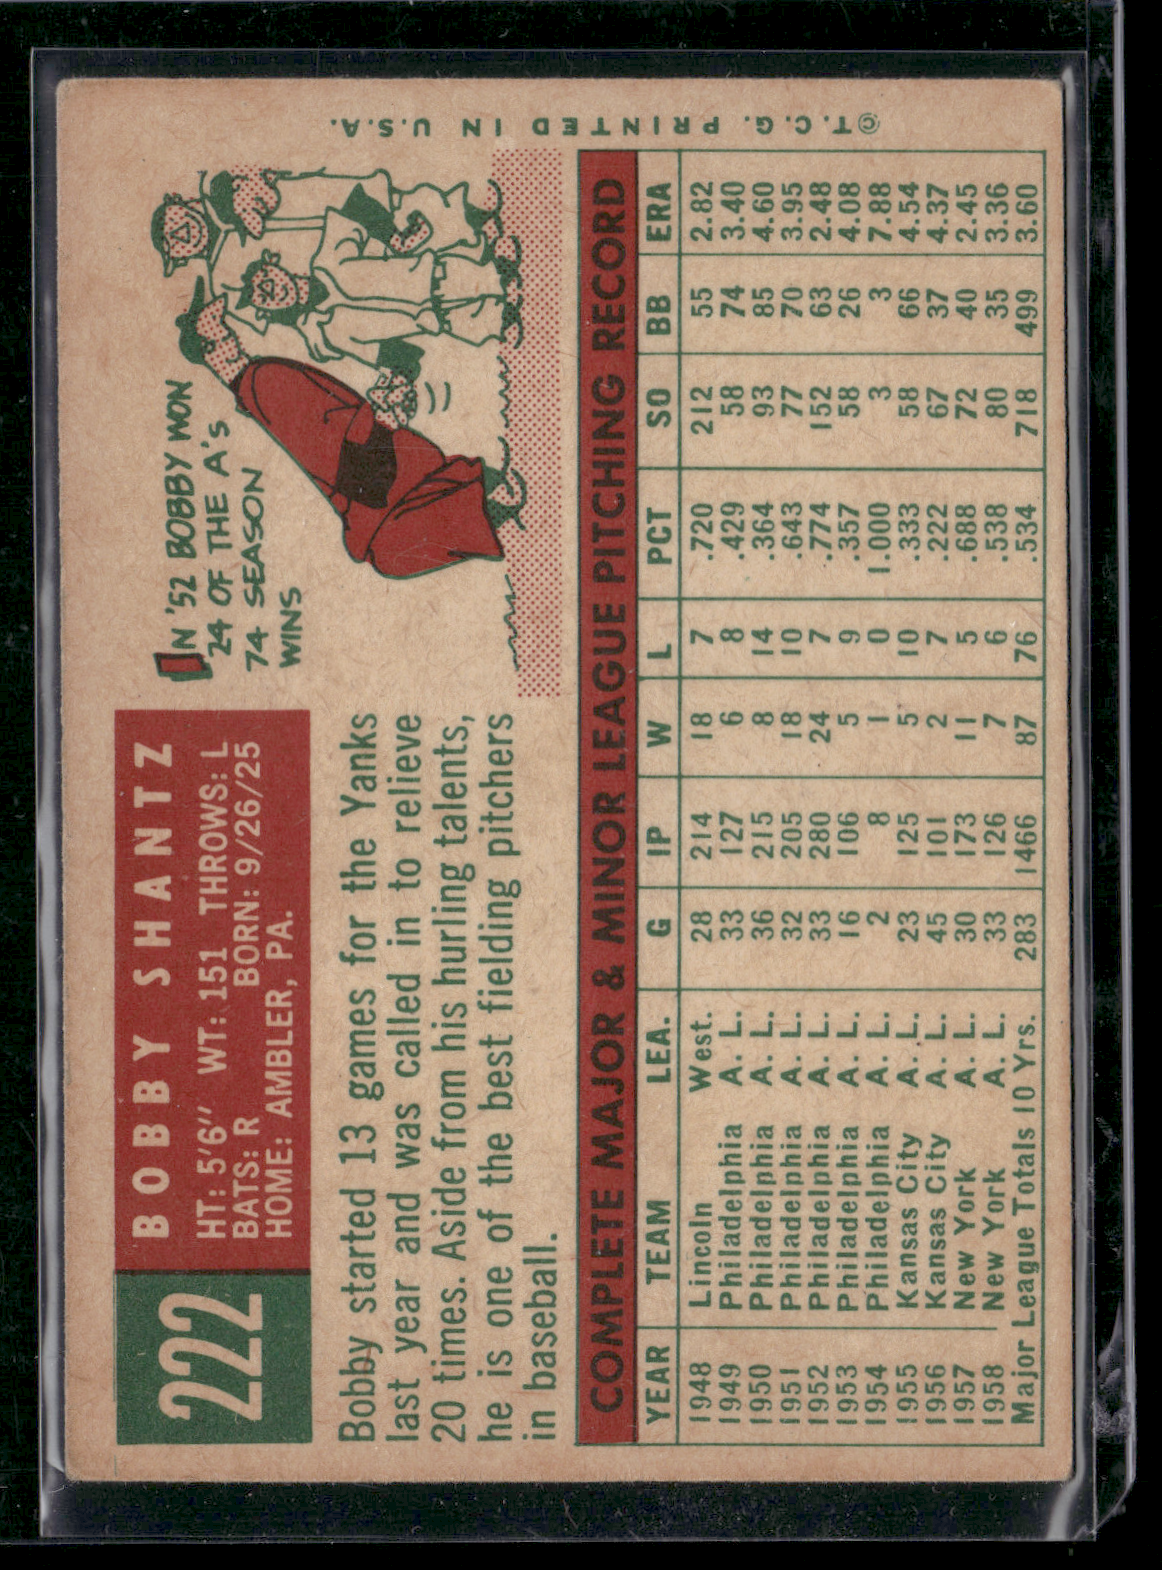 222
BOBBY SHANTZ
HT: 5'6" WT: 151 THROWS: L
BATS: R BORN: 9/26/25
HOME: AMBLER, PA.
IN '52 BOBBY WON
24 OF THE A's
74 SEASON
WINS
Bobby started 13 games for the Yanks
last year and was called in to relieve
20 times. Aside from his hurling talents,
he is one of the best fielding pitchers
in baseball.
COMPLETE MAJOR & MINOR LEAGUE PITCHING RECORD
YEAR TEAM LEA. G IP W L PCT SO BB ERA
1948 Lincoln West. 28 214 18 7 .720 212 55 2.82
1949 Philadelphia A. L. 33 127 6 8 .429 58 74 3.40
1950 Philadelphia A. L. 36 215 8 14 .364 93 85 4.60
1951 Philadelphia A. L. 32 205 18 10 .643 77 70 3.95
1952 Philadelphia A. L. 33 280 24 7 .774 152 63 2.48
1953 Philadelphia A. L. 16 106 5 9 .357 58 26 4.08
1954 Philadelphia A. L. 2 8 1 0 1.000 3 3 7.88
1955 Kansas City A. L. 23 125 5 10 .333 58 66 4.54
1956 Kansas City A. L. 45 101 2 7 .222 67 37 4.37
1957 New York A. L. 30 173 11 5 .688 72 40 2.45
1958 New York A. L. 33 126 7 6 .538 80 35 3.36
Major League Totals 10 Yrs. 283 1466 87 76 .534 718 499 3.60
© T.C.G. PRINTED IN U.S.A.